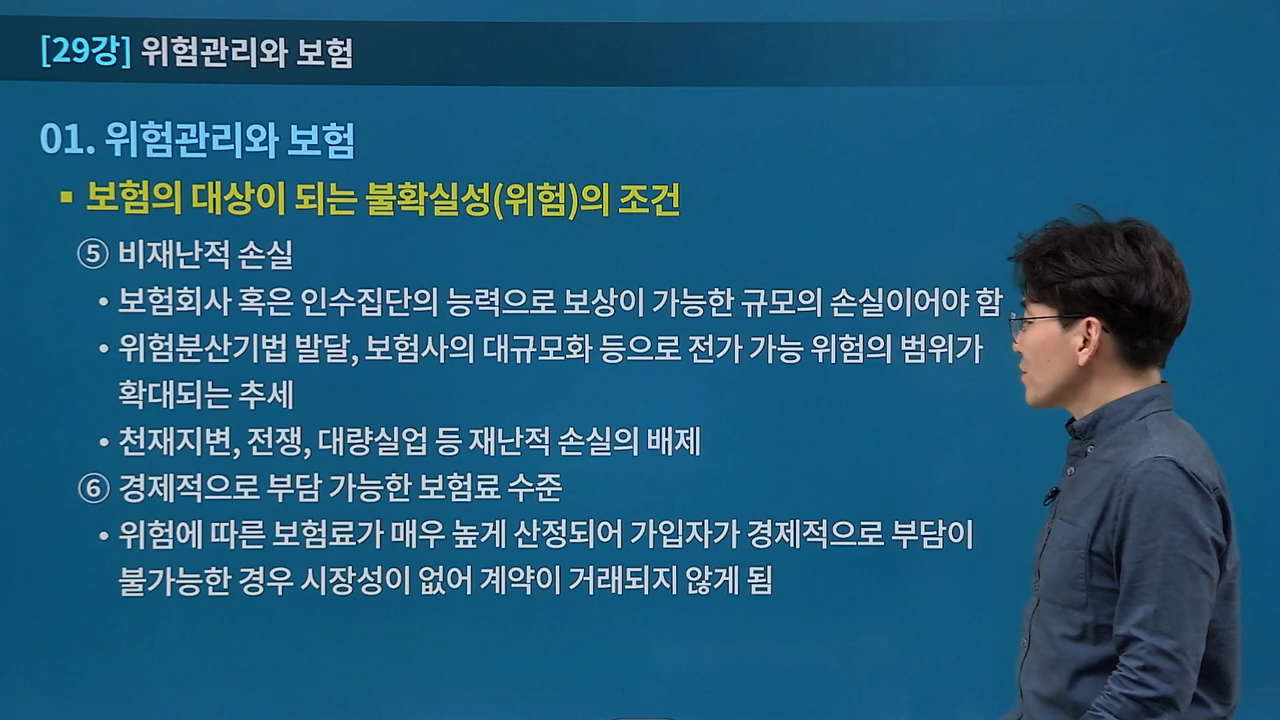 [29강] 위험관리와 보험
01. 위험관리와 보험
▪ 보험의 대상이 되는 불확실성(위험)의 조건
⑤ 비재난적 손실
• 보험회사 혹은 인수집단의 능력으로 보상이 가능한 규모의 손실이어야 함
• 위험분산기법 발달, 보험사의 대규모화 등으로 전가 가능 위험의 범위가
확대되는 추세
• 천재지변, 전쟁, 대량실업 등 재난적 손실의 배제
⑥ 경제적으로 부담 가능한 보험료 수준
• 위험에 따른 보험료가 매우 높게 산정되어 가입자가 경제적으로 부담이
불가능한 경우 시장성이 없어 계약이 거래되지 않게 됨